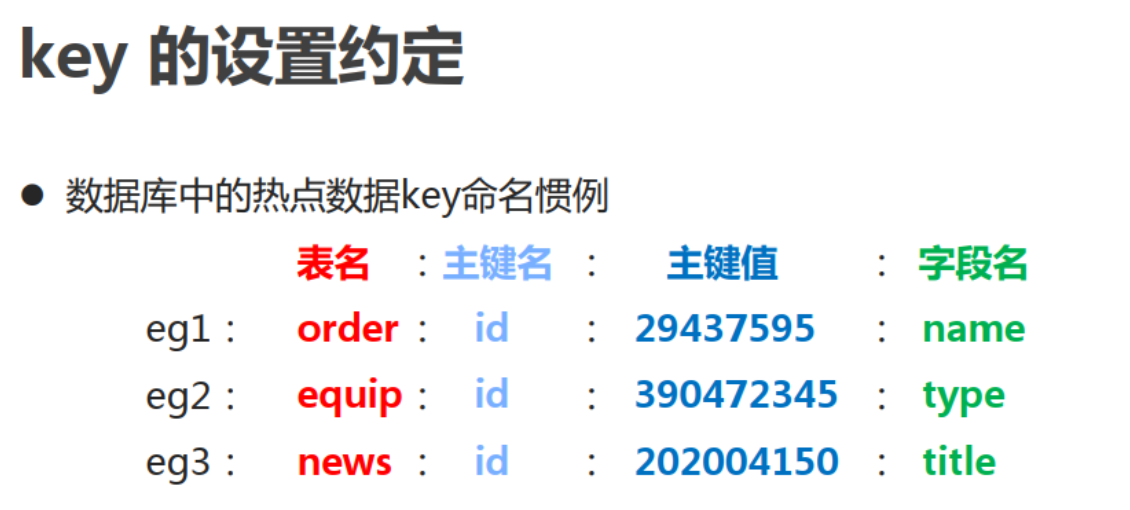 key 的设置约定
● 数据库中的热点数据key命名惯例
表名 : 主键名 : 主键值 : 字段名
eg1： order : id : 29437595 : name
eg2： equip : id : 390472345 : type
eg3： news : id : 202004150 : title